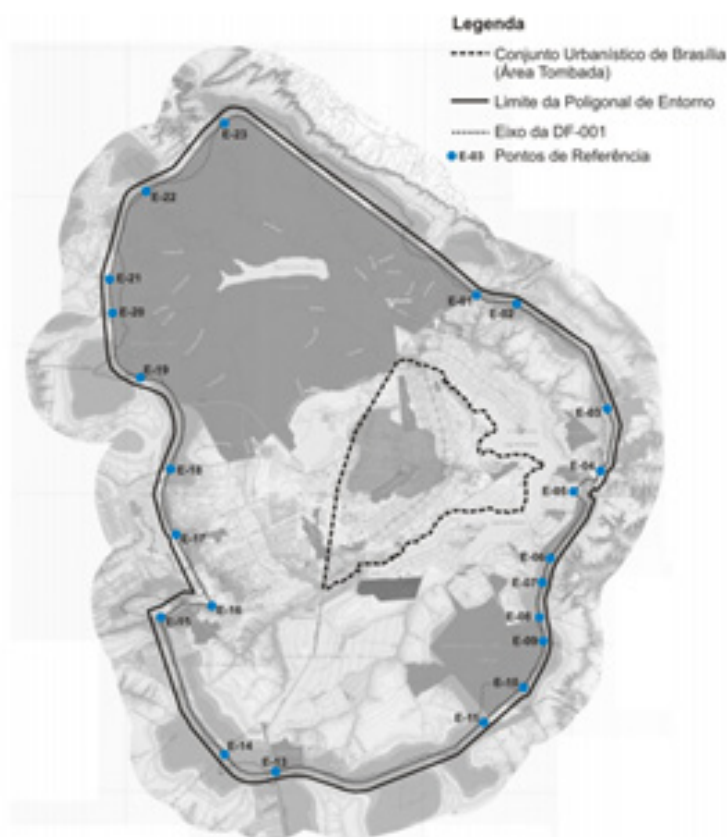 Legenda
Conjunto Urbanístico de Brasília
(Área Tombada)
Limite da Poligonal de Entorno
Eixo da DF-001
E-03 Pontos de Referência
E-23
E-22
E-21
E-20
E-19
E-01
E-02
E-03
E-18
E-04
E-05
E-17
E-06
E-07
E-16
E-15
E-08
E-09
E-10
E-11
E-14
E-13